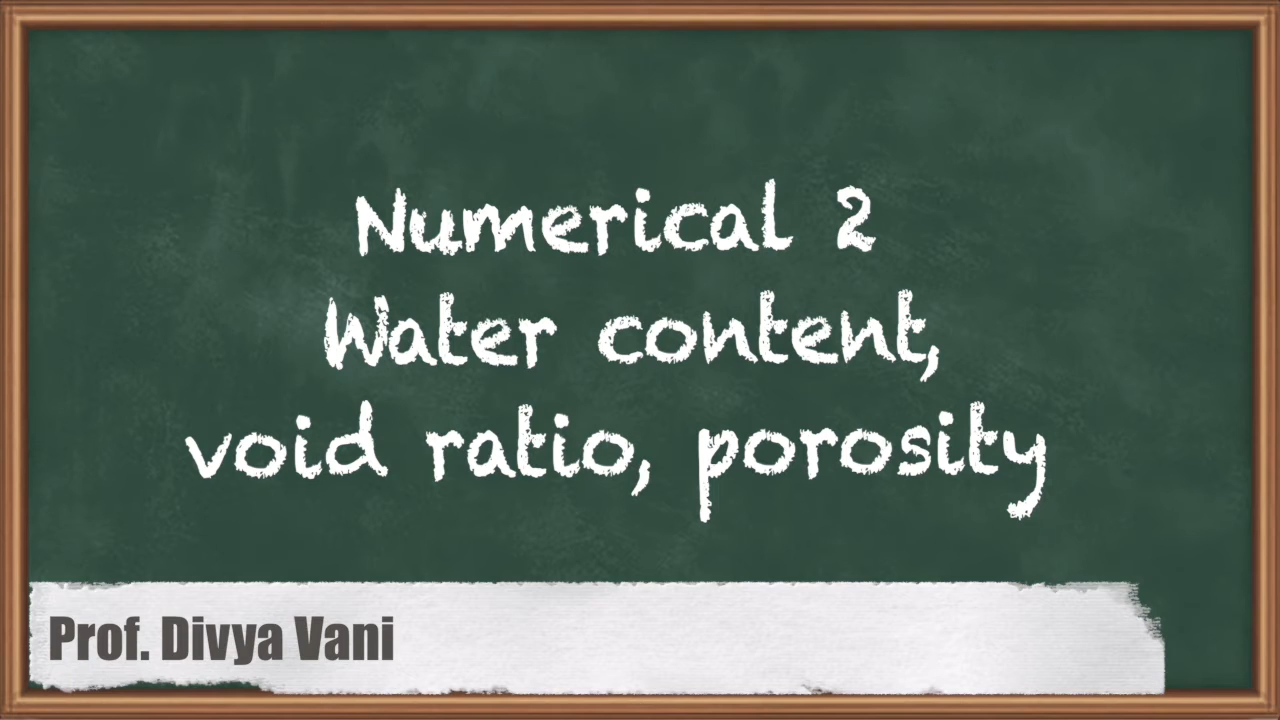 Numerical 2
Water content,
void ratio, porosity
Prof. Divya Vani